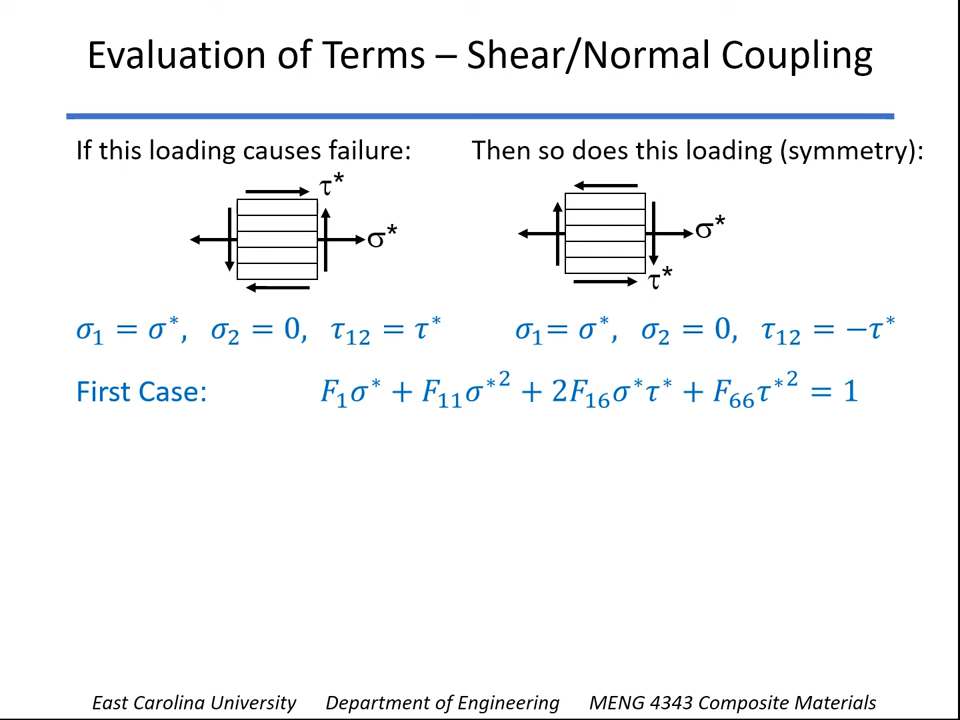 Evaluation of Terms – Shear/Normal Coupling
If this loading causes failure: Then so does this loading (symmetry):
τ*
σ*
σ*
τ*
σ₁ = σ*, σ₂ = 0, τ₁₂ = τ* σ₁= σ*, σ₂ = 0, τ₁₂ = −τ*
First Case: F₁σ* + F₁₁σ*² + 2F₁₆σ*τ* + F₆₆τ*² = 1
East Carolina University Department of Engineering MENG 4343 Composite Materials